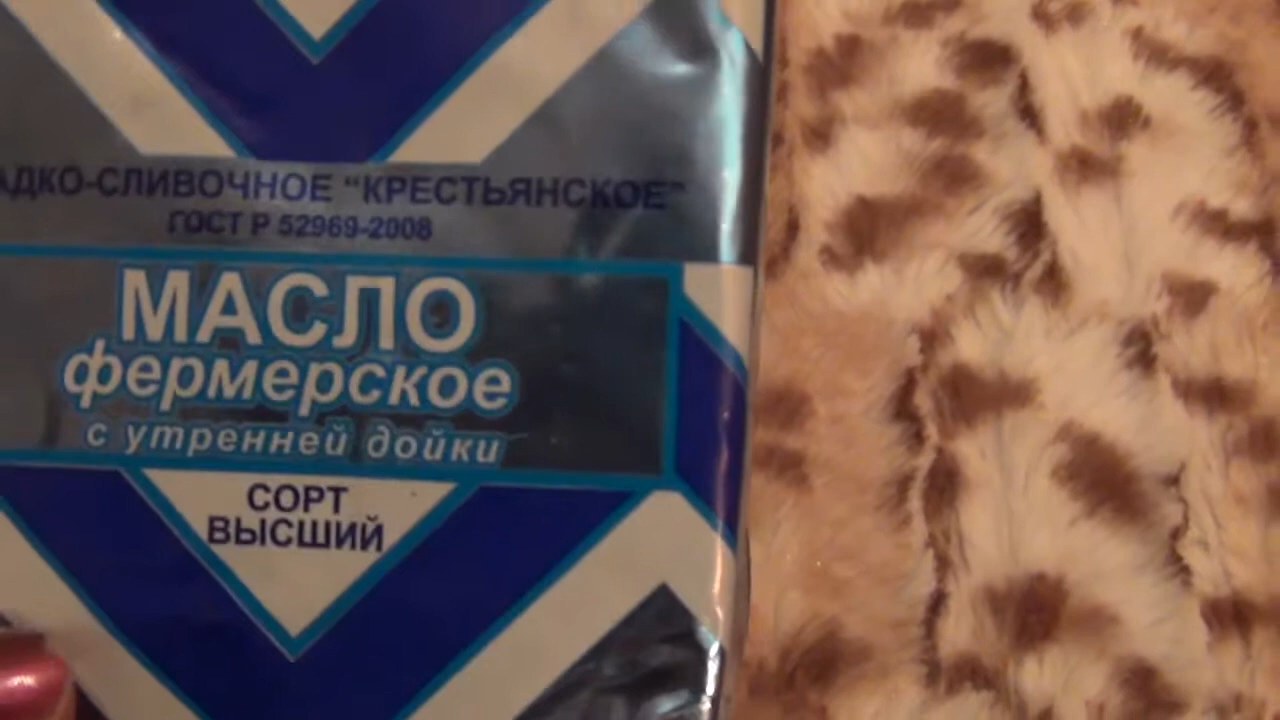 АДКО-СЛИВОЧНОЕ "КРЕСТЬЯНСКОЕ"
ГОСТ Р 52969-2008
МАСЛО
фермерское
с утренней дойки
СОРТ
ВЫСШИЙ